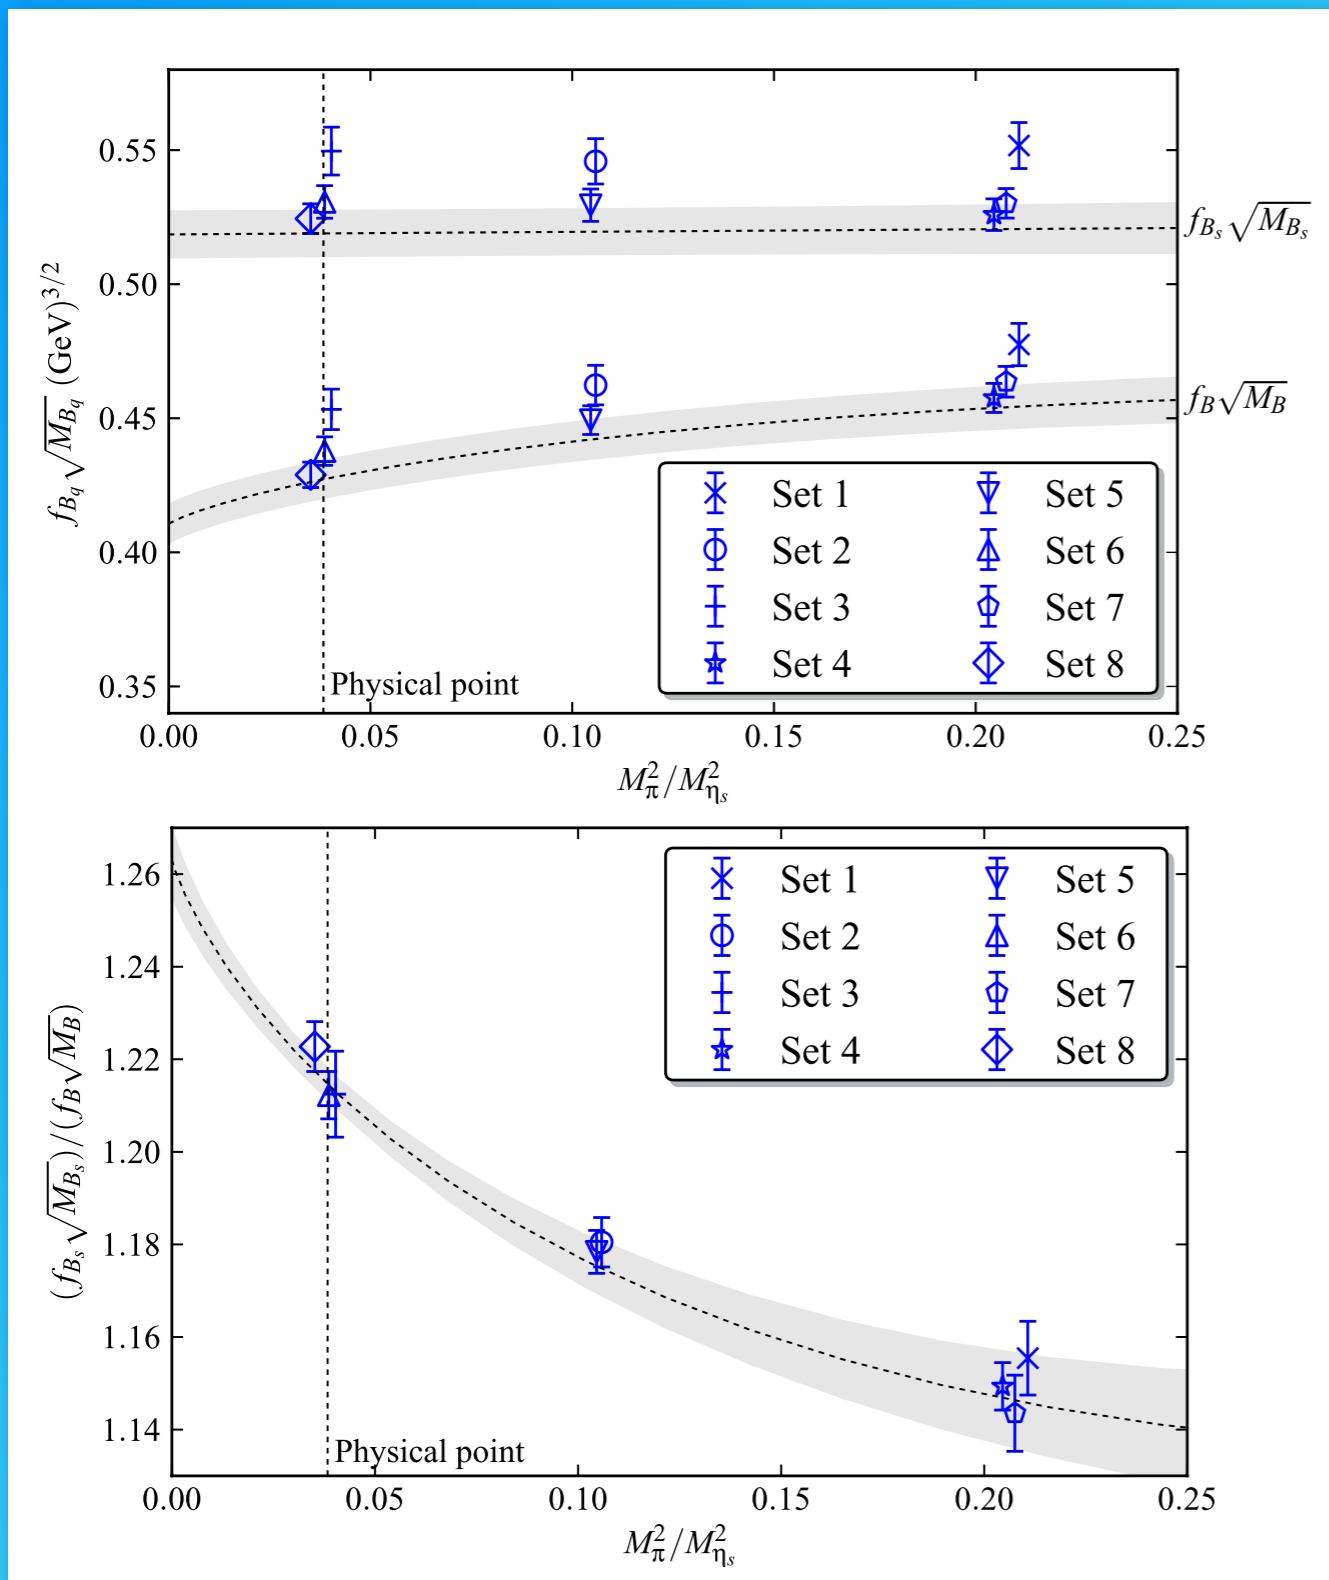 0.55
0.50
0.45
0.40
0.35
f_{B_q}\sqrt{M_{B_q}} (GeV)^{3/2}
f_{B_s}\sqrt{M_{B_s}}
f_B\sqrt{M_B}
Set 1 Set 5
Set 2 Set 6
Set 3 Set 7
Set 4 Set 8
Physical point
0.00 0.05 0.10 0.15 0.20 0.25
M_π^2/M_{η_s}^2
1.26
1.24
1.22
1.20
1.18
1.16
1.14
(f_{B_s}\sqrt{M_{B_s}})/(f_B\sqrt{M_B})
Set 1 Set 5
Set 2 Set 6
Set 3 Set 7
Set 4 Set 8
Physical point
0.00 0.05 0.10 0.15 0.20 0.25
M_π^2/M_{η_s}^2